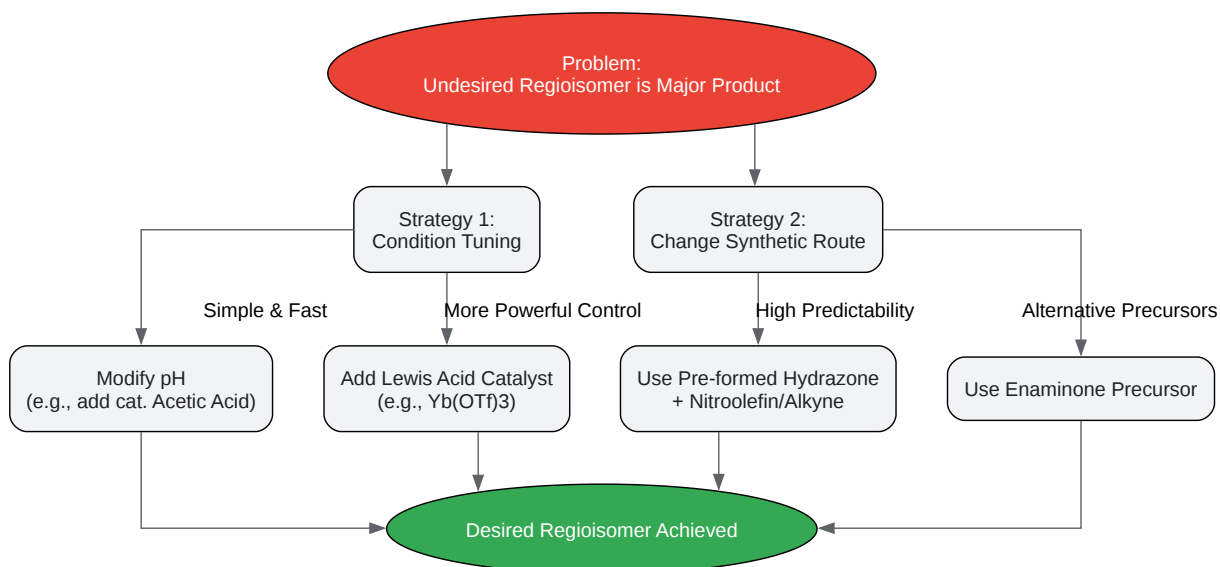 Problem:
Undesired Regioisomer is Major Product
Strategy 1:
Condition Tuning
Strategy 2:
Change Synthetic Route
Simple & Fast
More Powerful Control
High Predictability
Alternative Precursors
Modify pH
(e.g., add cat. Acetic Acid)
Add Lewis Acid Catalyst
(e.g., Yb(OTf)3)
Use Pre-formed Hydrazone
+ Nitroolefin/Alkyne
Use Enaminone Precursor
Desired Regioisomer Achieved